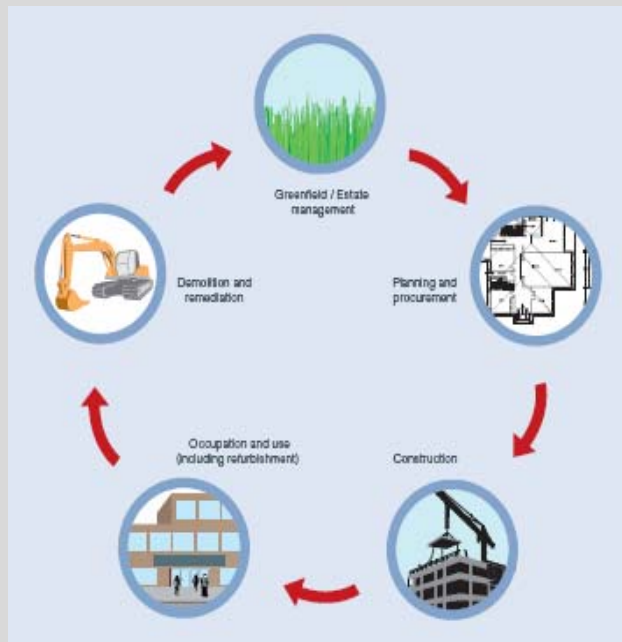 Greenfield / Estate
management
Planning and
procurement
Construction
Occupation and use
(including refurbishment)
Demolition and
remediation